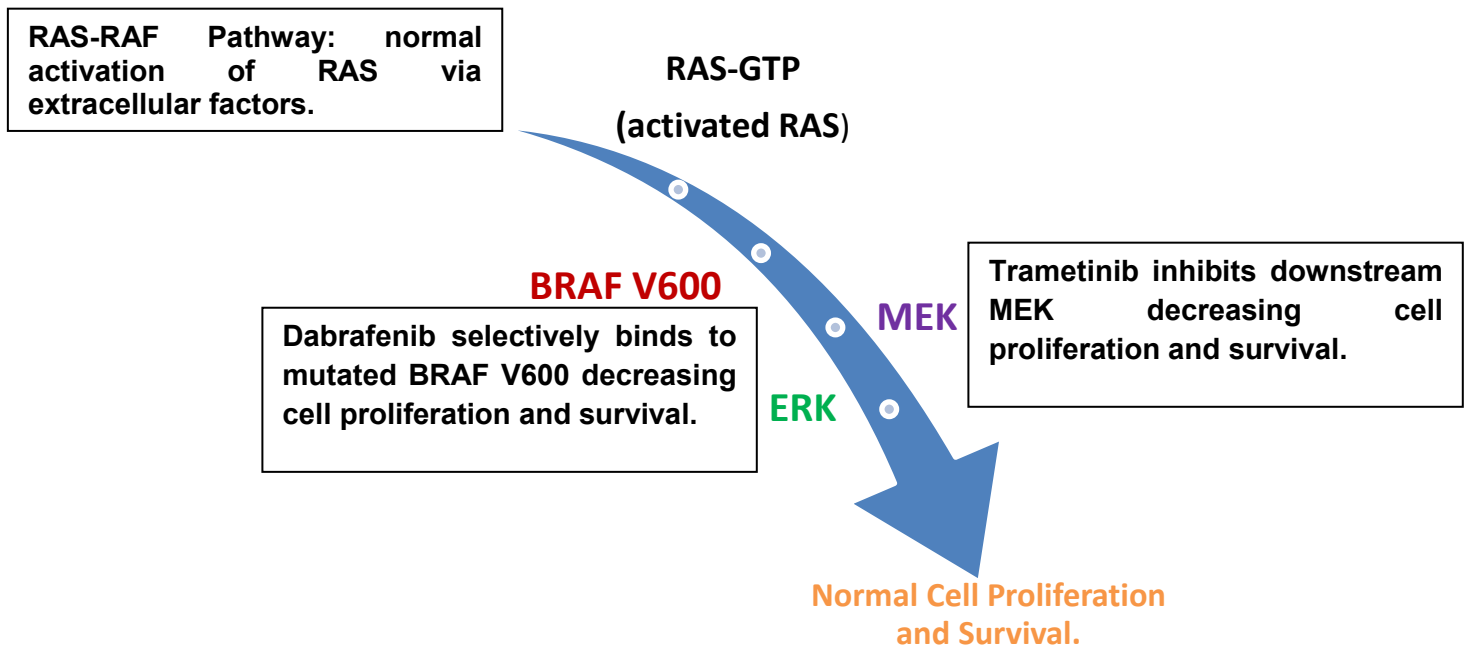 RAS-RAF Pathway: normal
activation of RAS via
extracellular factors.
RAS-GTP
(activated RAS)
BRAF V600
Dabrafenib selectively binds to
mutated BRAF V600 decreasing
cell proliferation and survival.
MEK
Trametinib inhibits downstream
MEK decreasing cell
proliferation and survival.
ERK
Normal Cell Proliferation
and Survival.